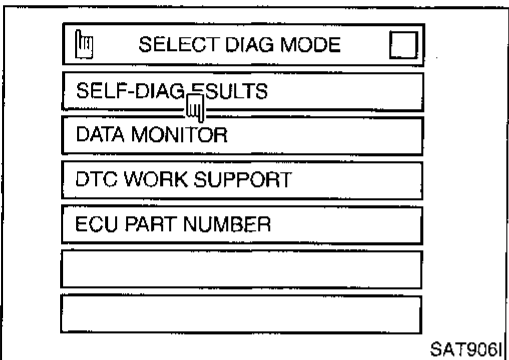 SELECT DIAG MODE
SELF-DIAG ESULTS
DATA MONITOR
DTC WORK SUPPORT
ECU PART NUMBER
SAT906I